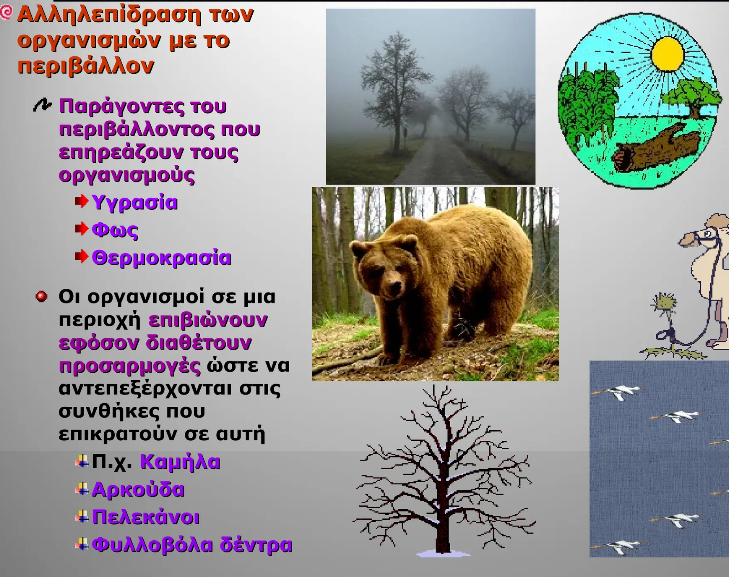 Αλληλεπίδραση των
οργανισμών με το
περιβάλλον
Παράγοντες του
περιβάλλοντος που
επηρεάζουν τους
οργανισμούς
Υγρασία
Φως
Θερμοκρασία
Οι οργανισμοί σε μια
περιοχή επιβιώνουν
εφόσον διαθέτουν
προσαρμογές ώστε να
αντεπεξέρχονται στις
συνθήκες που
επικρατούν σε αυτή
Π.χ. Καμήλα
Αρκούδα
Πελεκάνοι
Φυλλοβόλα δέντρα